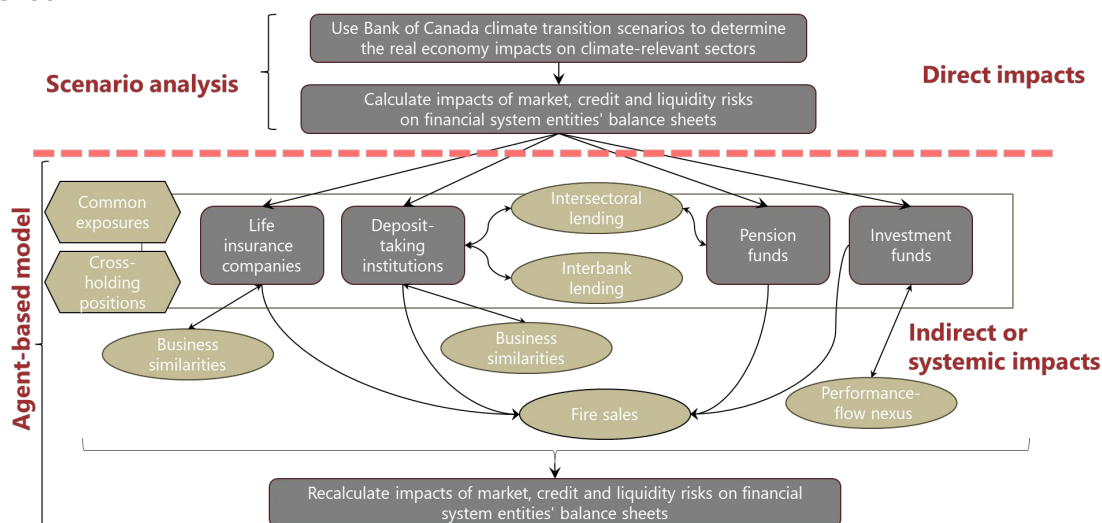 Use Bank of Canada climate transition scenarios to determine
the real economy impacts on climate-relevant sectors
Scenario analysis
Direct impacts
Calculate impacts of market, credit and liquidity risks
on financial system entities' balance sheets
Agent-based model
Common
exposures
Cross-
holding
positions
Life
insurance
companies
Deposit-
taking
institutions
Intersectoral
lending
Interbank
lending
Pension
funds
Investment
funds
Business
similarities
Business
similarities
Indirect or
systemic impacts
Performance-
flow nexus
Fire sales
Recalculate impacts of market, credit and liquidity risks on financial
system entities' balance sheets